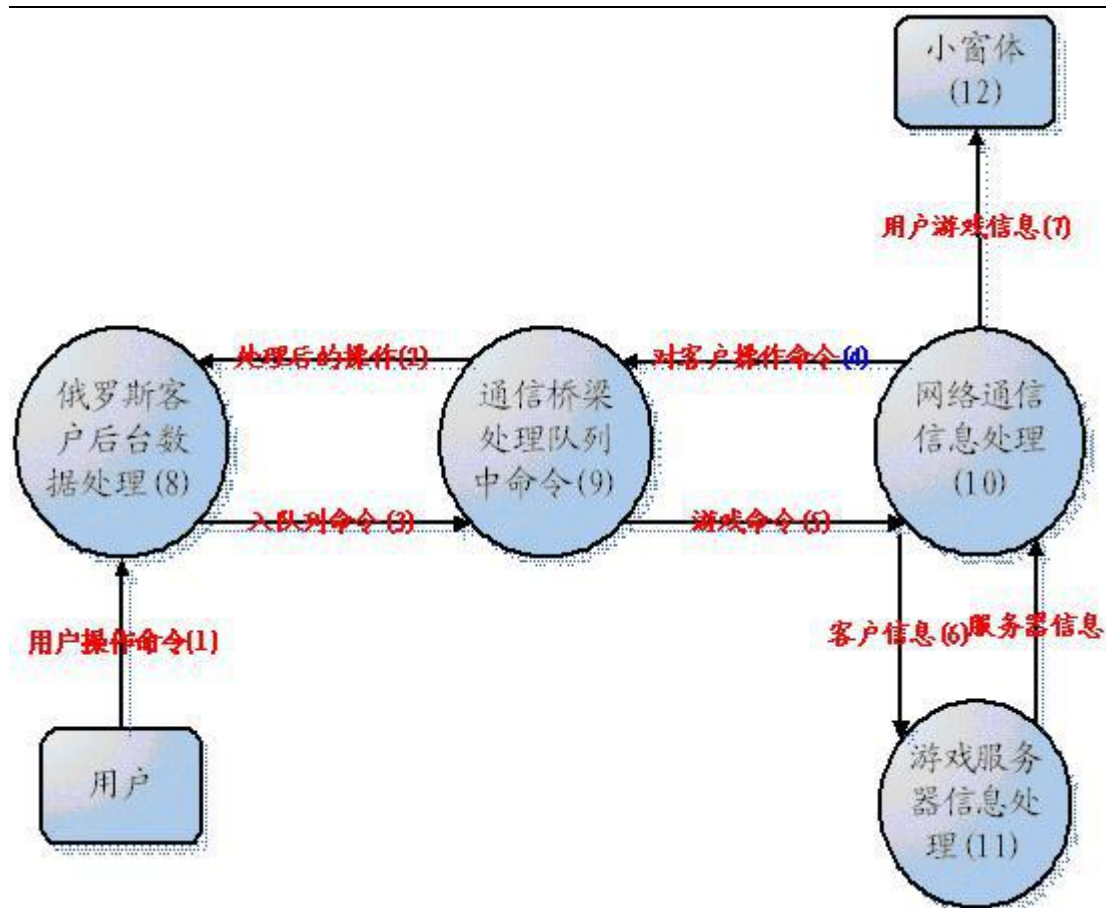 小窗体
(12)
用户游戏信息(7)
处理后的操作(2)
对客户操作命令(4)
俄罗斯客
户后台数
据处理(8)
通信桥梁
处理队列
中命令(9)
网络通信
信息处理
(10)
入队列命令(3)
游戏命令(5)
用户操作命令(1)
客户信息(6)
服务器信息
用户
游戏服务
器信息处
理(11)